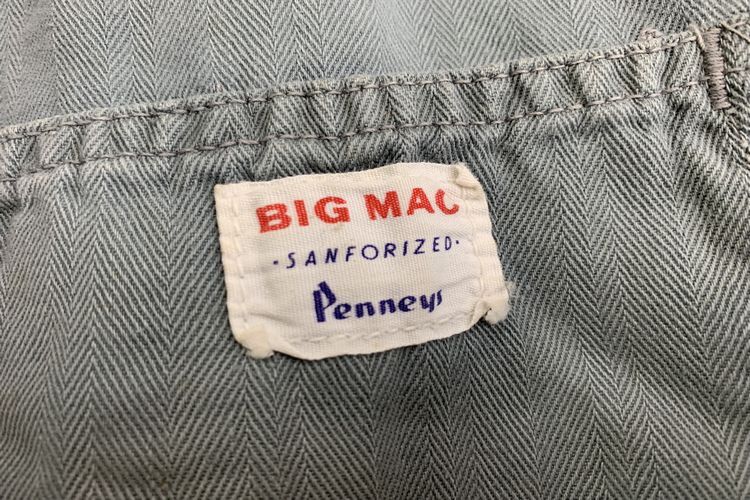 BIG MAC
·SANFORIZED·
Penneys